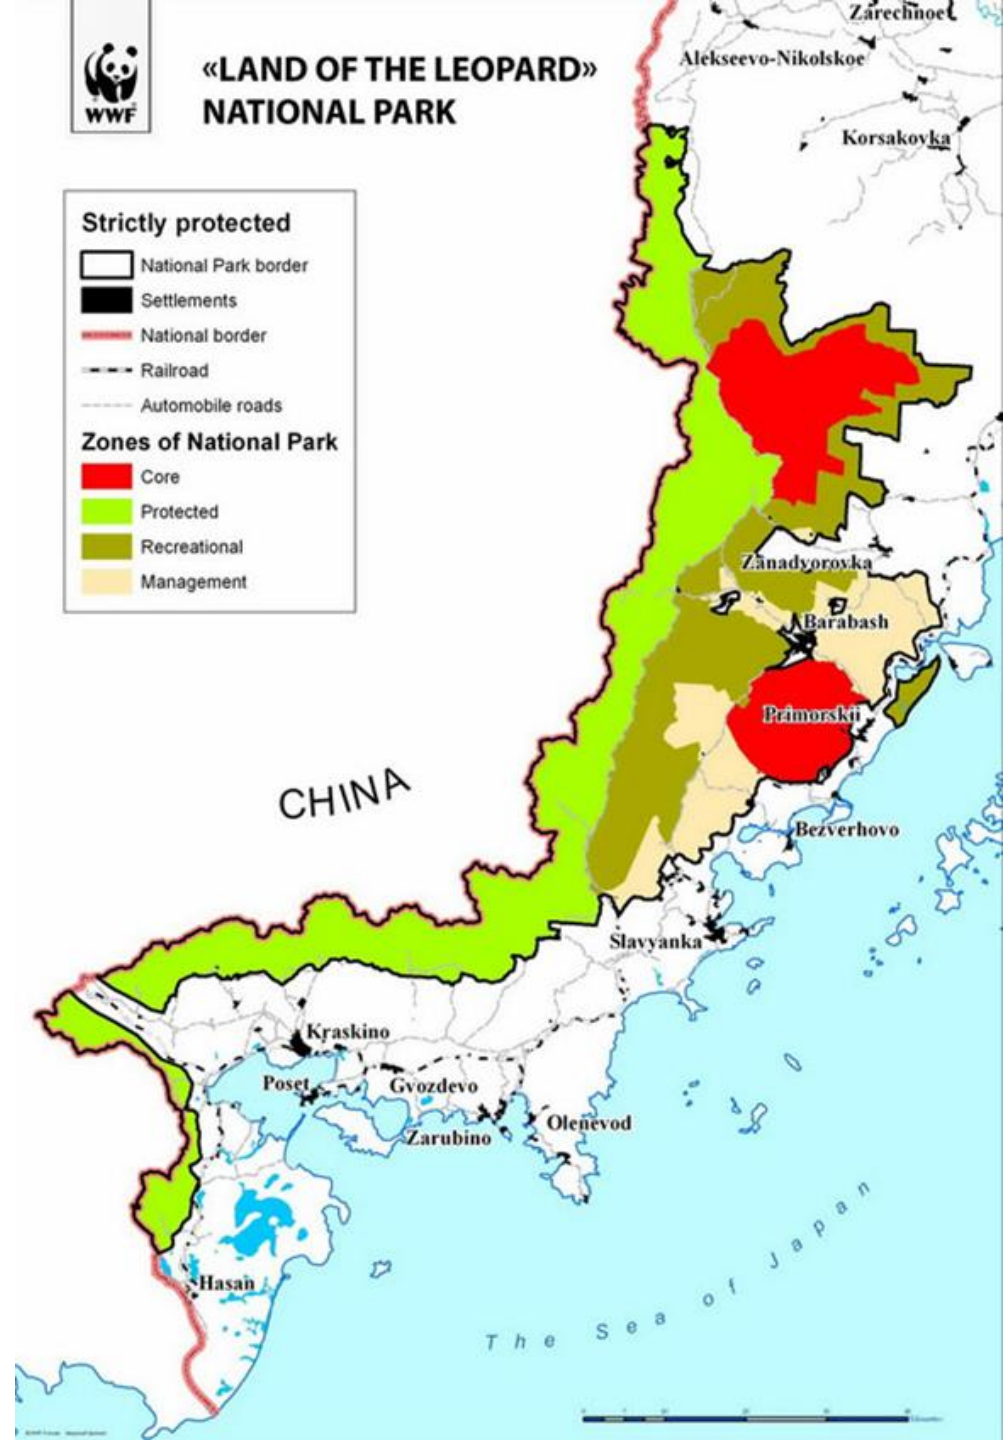 WWF
«LAND OF THE LEOPARD»
NATIONAL PARK
Strictly protected
National Park border
Settlements
National border
Railroad
Automobile roads
Zones of National Park
Core
Protected
Recreational
Management
Zarechnoe
Alekseevo-Nikolskoe
Korsakovka
Zanadvorovka
Barabash
Primorskii
CHINA
Bezverhovo
Slavyanka
Kraskino
Poset
Gvozdevo
Zarubino
Olenevod
Hasan
The Sea of Japan